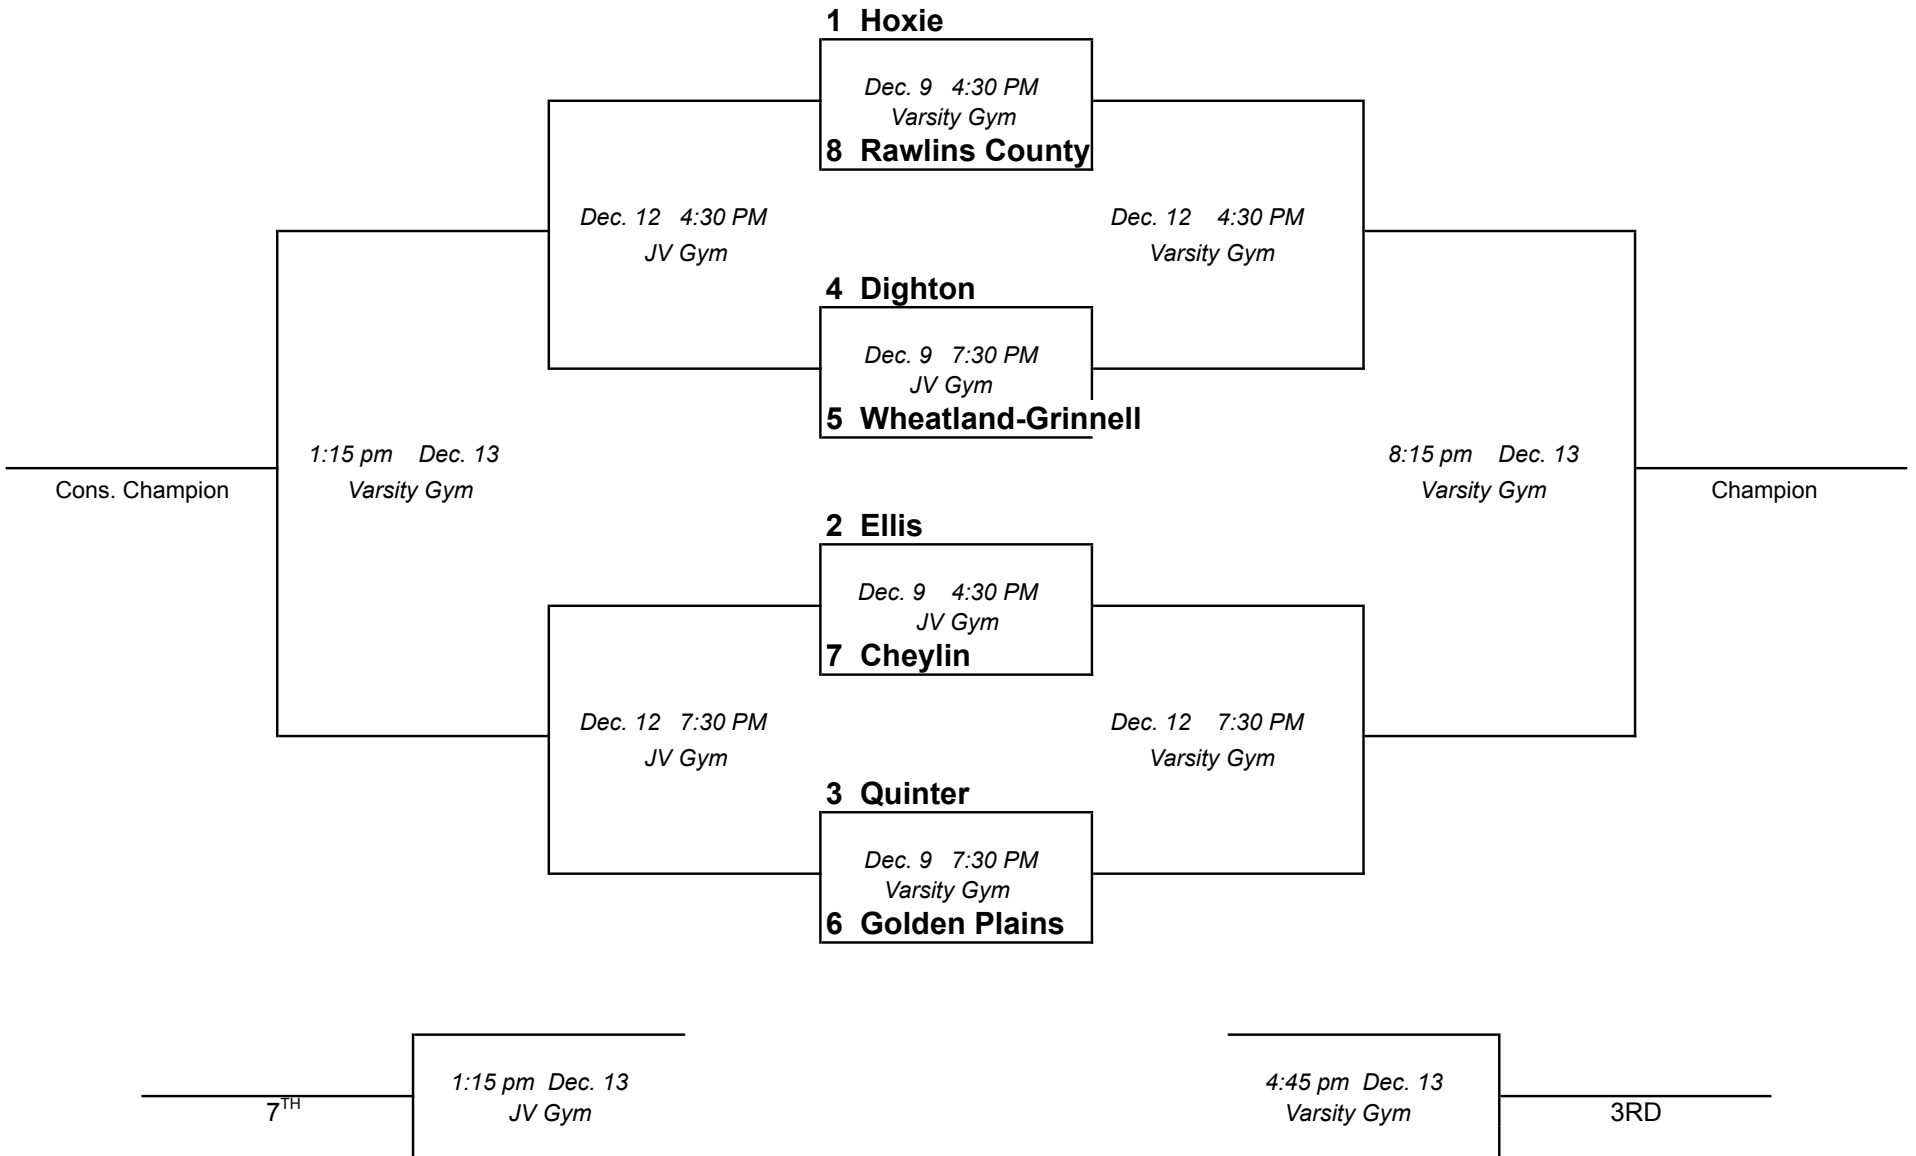 1 Hoxie
Dec. 9 4:30 PM
Varsity Gym
8 Rawlins County
Dec. 12 4:30 PM
JV Gym
Dec. 12 4:30 PM
Varsity Gym
4 Dighton
Dec. 9 7:30 PM
JV Gym
5 Wheatland-Grinnell
1:15 pm Dec. 13
Varsity Gym
Cons. Champion
8:15 pm Dec. 13
Varsity Gym
Champion
2 Ellis
Dec. 9 4:30 PM
JV Gym
7 Cheylin
Dec. 12 7:30 PM
JV Gym
Dec. 12 7:30 PM
Varsity Gym
3 Quinter
Dec. 9 7:30 PM
Varsity Gym
6 Golden Plains
1:15 pm Dec. 13
JV Gym
7TH
4:45 pm Dec. 13
Varsity Gym
3RD